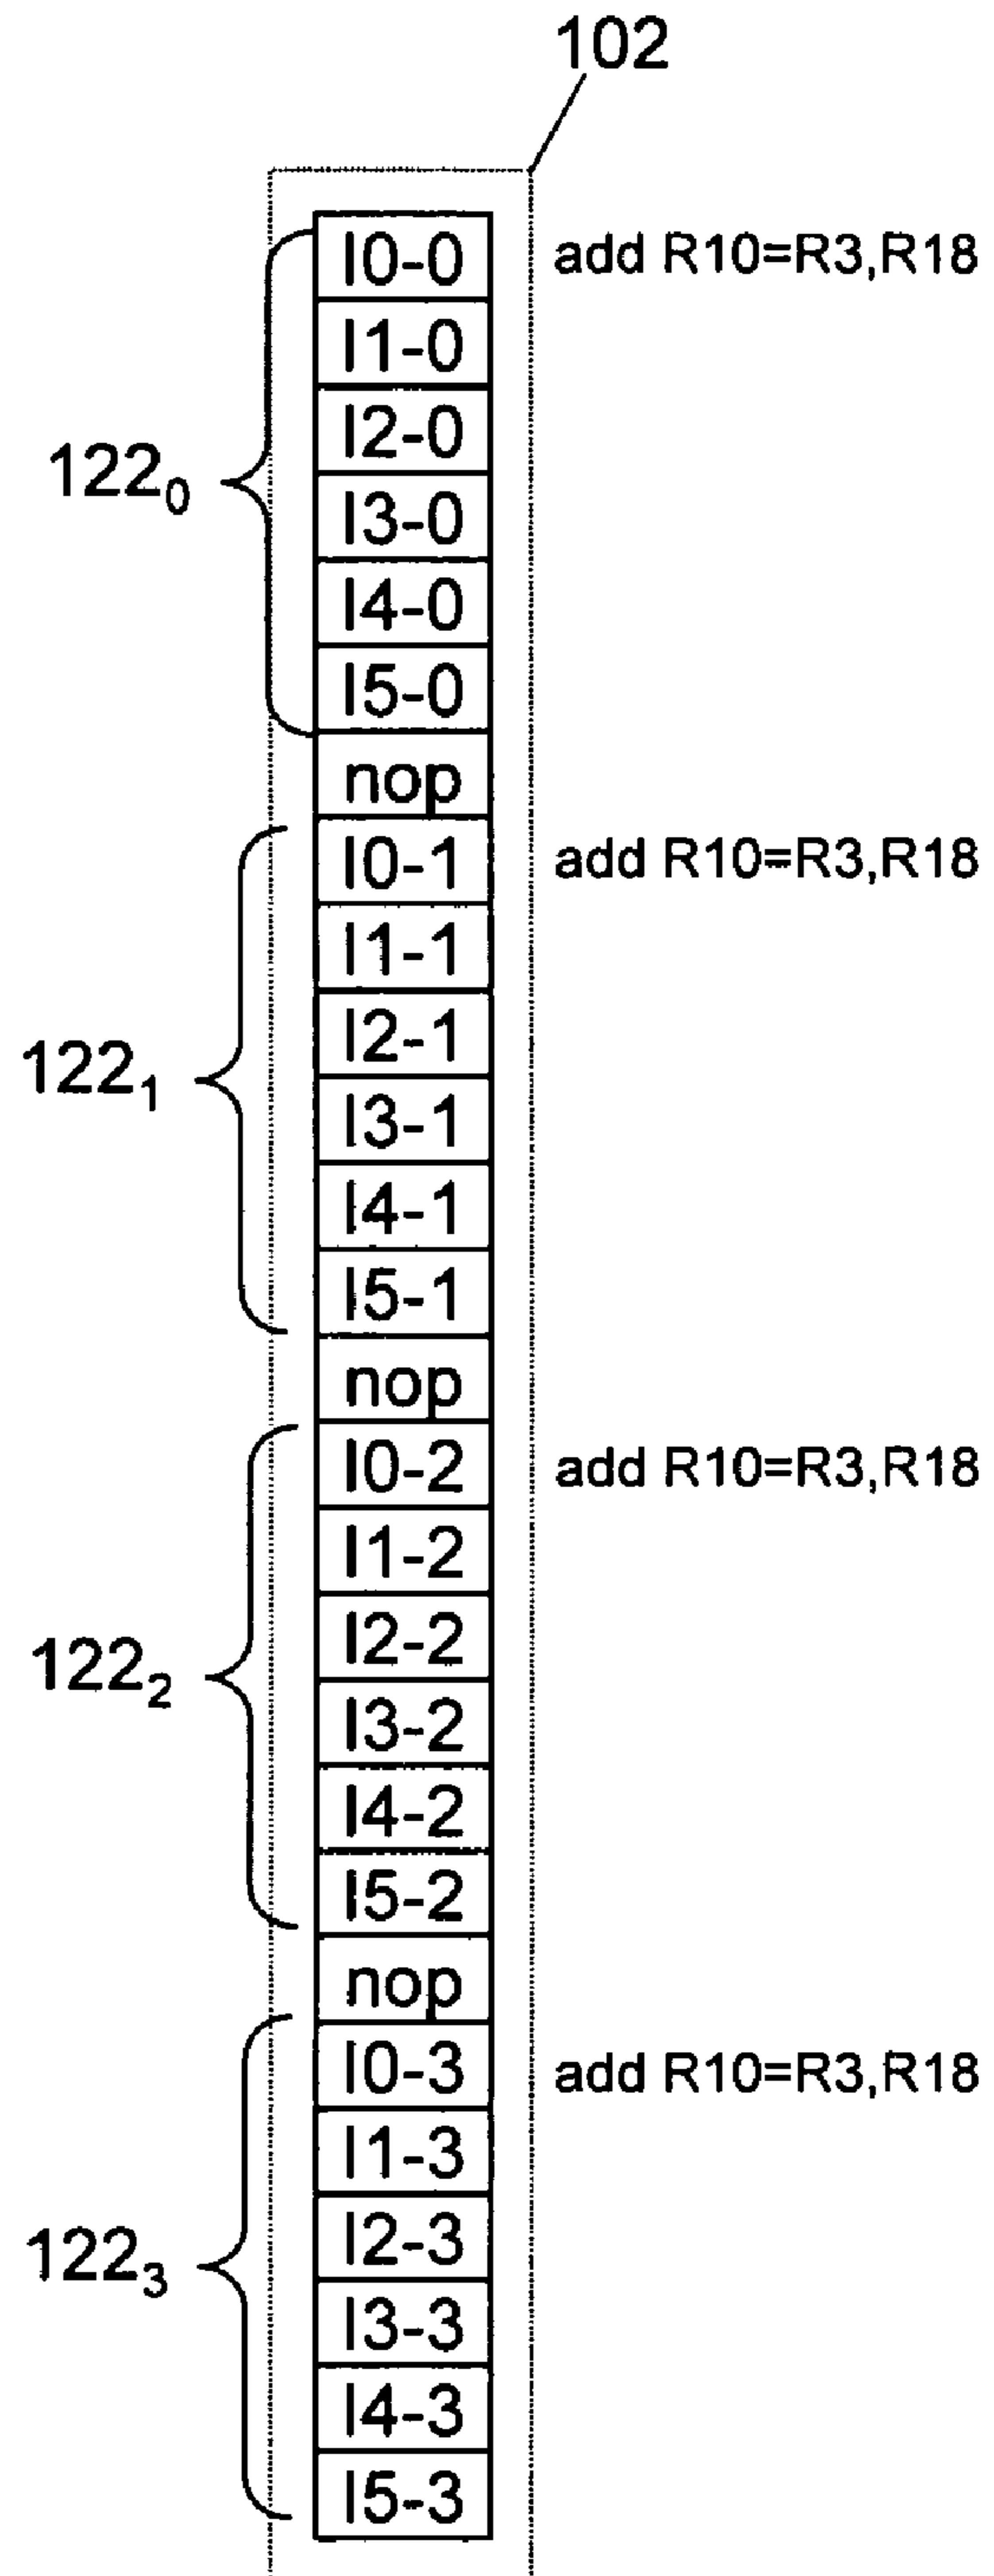 102
I0-0 add R10=R3,R18
I1-0
I2-0
122₀
I3-0
I4-0
I5-0
nop
I0-1 add R10=R3,R18
I1-1
I2-1
122₁
I3-1
I4-1
I5-1
nop
I0-2 add R10=R3,R18
I1-2
I2-2
122₂
I3-2
I4-2
I5-2
nop
I0-3 add R10=R3,R18
I1-3
I2-3
122₃
I3-3
I4-3
I5-3